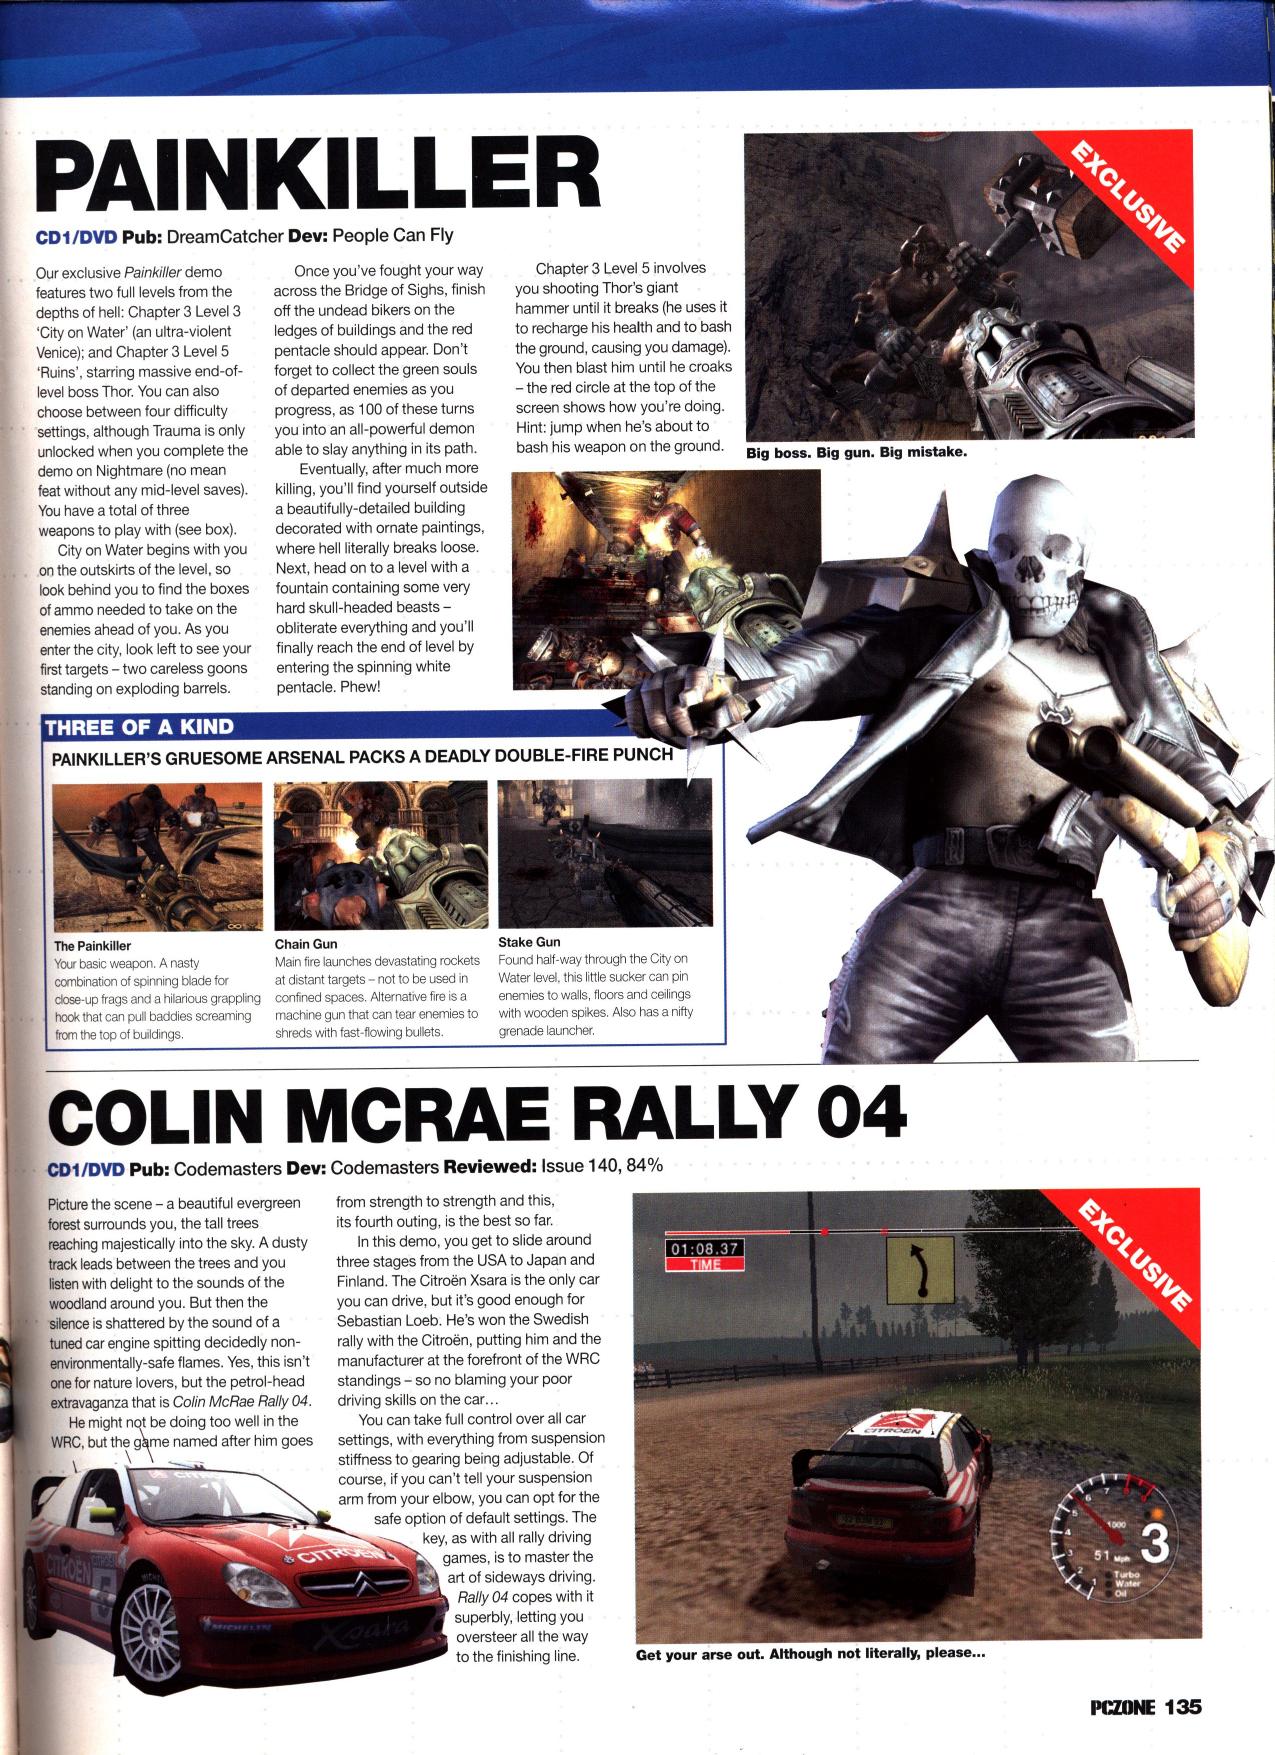 PAINKILLER
CD1/DVD Pub: DreamCatcher Dev: People Can Fly
Our exclusive Painkiller demo
features two full levels from the
depths of hell: Chapter 3 Level 3
‘City on Water’ (an ultra-violent
Venice); and Chapter 3 Level 5
‘Ruins’, starring massive end-of-
level boss Thor. You can also
choose between four difficulty
settings, although Trauma is only
unlocked when you complete the
demo on Nightmare (no mean
feat without any mid-level saves).
You have a total of three
weapons to play with (see box).
City on Water begins with you
on the outskirts of the level, so
look behind you to find the boxes
of ammo needed to take on the
enemies ahead of you. As you
enter the city, look left to see your
first targets – two careless goons
standing on exploding barrels.
Once you’ve fought your way
across the Bridge of Sighs, finish
off the undead bikers on the
ledges of buildings and the red
pentacle should appear. Don’t
forget to collect the green souls
of departed enemies as you
progress, as 100 of these turns
you into an all-powerful demon
able to slay anything in its path.
Eventually, after much more
killing, you’ll find yourself outside
a beautifully-detailed building
decorated with ornate paintings,
where hell literally breaks loose.
Next, head on to a level with a
fountain containing some very
hard skull-headed beasts –
obliterate everything and you’ll
finally reach the end of level by
entering the spinning white
pentacle. Phew!
Chapter 3 Level 5 involves
you shooting Thor’s giant
hammer until it breaks (he uses it
to recharge his health and to bash
the ground, causing you damage).
You then blast him until he croaks
– the red circle at the top of the
screen shows how you’re doing.
Hint: jump when he’s about to
bash his weapon on the ground.
EXCLUSIVE
Big boss. Big gun. Big mistake.
THREE OF A KIND
PAINKILLER’S GRUESOME ARSENAL PACKS A DEADLY DOUBLE-FIRE PUNCH
The Painkiller
Your basic weapon. A nasty
combination of spinning blade for
close-up frags and a hilarious grappling
hook that can pull baddies screaming
from the top of buildings.
Chain Gun
Main fire launches devastating rockets
at distant targets – not to be used in
confined spaces. Alternative fire is a
machine gun that can tear enemies to
shreds with fast-flowing bullets.
Stake Gun
Found half-way through the City on
Water level, this little sucker can pin
enemies to walls, floors and ceilings
with wooden spikes. Also has a nifty
grenade launcher.
COLIN MCRAE RALLY 04
CD1/DVD Pub: Codemasters Dev: Codemasters Reviewed: Issue 140, 84%
Picture the scene – a beautiful evergreen
forest surrounds you, the tall trees
reaching majestically into the sky. A dusty
track leads between the trees and you
listen with delight to the sounds of the
woodland around you. But then the
silence is shattered by the sound of a
tuned car engine spitting decidedly non-
environmentally-safe flames. Yes, this isn’t
one for nature lovers, but the petrol-head
extravaganza that is Colin McRae Rally 04.
He might not be doing too well in the
WRC, but the game named after him goes
from strength to strength and this,
its fourth outing, is the best so far.
In this demo, you get to slide around
three stages from the USA to Japan and
Finland. The Citroën Xsara is the only car
you can drive, but it’s good enough for
Sebastian Loeb. He’s won the Swedish
rally with the Citroën, putting him and the
manufacturer at the forefront of the WRC
standings – so no blaming your poor
driving skills on the car...
You can take full control over all car
settings, with everything from suspension
stiffness to gearing being adjustable. Of
course, if you can’t tell your suspension
arm from your elbow, you can opt for the
safe option of default settings. The
key, as with all rally driving
games, is to master the
art of sideways driving.
Rally 04 copes with it
superbly, letting you
oversteer all the way
to the finishing line.
CITROËN
CITROËN
MICHELIN
Xsara
EXCLUSIVE
01:08.37
TIME
CITROËN
1 2 3 4 5 6 7 8
1000
3
51 Mph
Turbo
Water
Oil
Get your arse out. Although not literally, please...
PCZONE 135